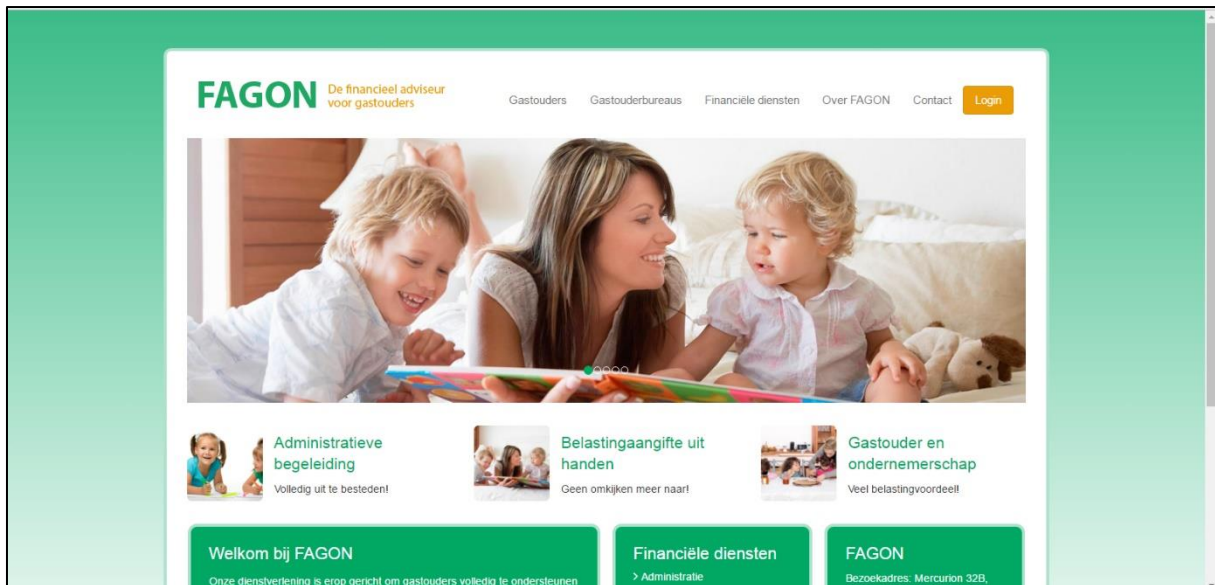 FAGON
De financieel adviseur
voor gastouders
Gastouders Gastouderbureaus Financiële diensten Over FAGON Contact Login
Administratieve
begeleiding
Volledig uit te besteden!
Belastingaangifte uit
handen
Geen omkijken meer naar!
Gastouder en
ondernemerschap
Veel belastingvoordeel!
Welkom bij FAGON
Onze dienstverlening is erop gericht om gastouders volledig te ondersteunen
Financiële diensten
> Administratie
FAGON
Bezoekadres: Mercurion 32B,